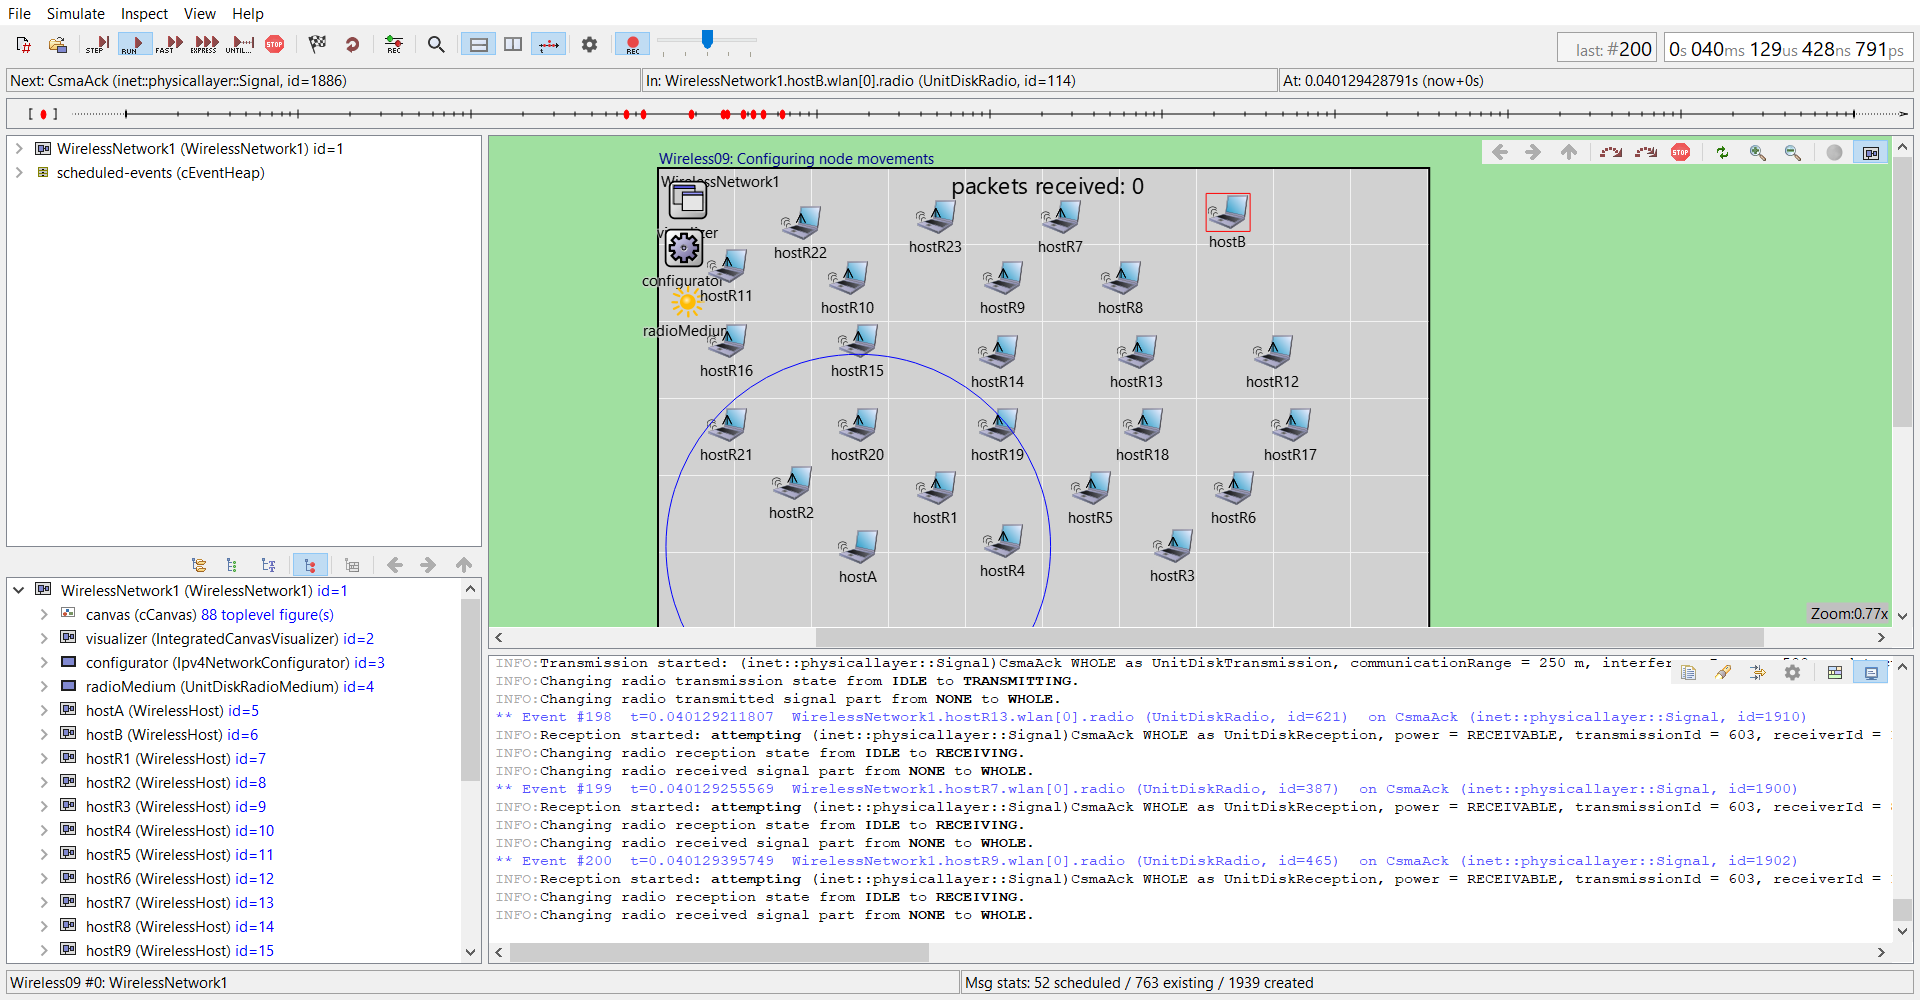 File Simulate Inspect View Help
STEP RUN FAST EXPRESS UNTIL... STOP REC REC
last: #200 0s 040ms 129us 428ns 791ps
Next: CsmaAck (inet::physicallayer::Signal, id=1886) In: WirelessNetwork1.hostB.wlan[0].radio (UnitDiskRadio, id=114) At: 0.040129428791s (now+0s)
WirelessNetwork1 (WirelessNetwork1) id=1
scheduled-events (cEventHeap)
WirelessNetwork1 (WirelessNetwork1) id=1
canvas (cCanvas) 88 toplevel figure(s)
visualizer (IntegratedCanvasVisualizer) id=2
configurator (Ipv4NetworkConfigurator) id=3
radioMedium (UnitDiskRadioMedium) id=4
hostA (WirelessHost) id=5
hostB (WirelessHost) id=6
hostR1 (WirelessHost) id=7
hostR2 (WirelessHost) id=8
hostR3 (WirelessHost) id=9
hostR4 (WirelessHost) id=10
hostR5 (WirelessHost) id=11
hostR6 (WirelessHost) id=12
hostR7 (WirelessHost) id=13
hostR8 (WirelessHost) id=14
hostR9 (WirelessHost) id=15
Wireless09: Configuring node movements
STOP
WirelessNetwork1
packets received: 0
visualizer
hostR22 hostR23 hostR7 hostB
configurator
hostR11 hostR10 hostR9 hostR8
radioMedium
hostR16 hostR15 hostR14 hostR13 hostR12
hostR21 hostR20 hostR19 hostR18 hostR17
hostR2 hostR1 hostR5 hostR6
hostA hostR4 hostR3
Zoom:0.77x
INFO:Transmission started: (inet::physicallayer::Signal)CsmaAck WHOLE as UnitDiskTransmission, communicationRange = 250 m, interfer
INFO:Changing radio transmission state from IDLE to TRANSMITTING.
INFO:Changing radio transmitted signal part from NONE to WHOLE.
** Event #198 t=0.040129211807 WirelessNetwork1.hostR13.wlan[0].radio (UnitDiskRadio, id=621) on CsmaAck (inet::physicallayer::Signal, id=1910)
INFO:Reception started: attempting (inet::physicallayer::Signal)CsmaAck WHOLE as UnitDiskReception, power = RECEIVABLE, transmissionId = 603, receiverId =
INFO:Changing radio reception state from IDLE to RECEIVING.
INFO:Changing radio received signal part from NONE to WHOLE.
** Event #199 t=0.040129255569 WirelessNetwork1.hostR7.wlan[0].radio (UnitDiskRadio, id=387) on CsmaAck (inet::physicallayer::Signal, id=1900)
INFO:Reception started: attempting (inet::physicallayer::Signal)CsmaAck WHOLE as UnitDiskReception, power = RECEIVABLE, transmissionId = 603, receiverId =
INFO:Changing radio reception state from IDLE to RECEIVING.
INFO:Changing radio received signal part from NONE to WHOLE.
** Event #200 t=0.040129395749 WirelessNetwork1.hostR9.wlan[0].radio (UnitDiskRadio, id=465) on CsmaAck (inet::physicallayer::Signal, id=1902)
INFO:Reception started: attempting (inet::physicallayer::Signal)CsmaAck WHOLE as UnitDiskReception, power = RECEIVABLE, transmissionId = 603, receiverId =
INFO:Changing radio reception state from IDLE to RECEIVING.
INFO:Changing radio received signal part from NONE to WHOLE.
Wireless09 #0: WirelessNetwork1 Msg stats: 52 scheduled / 763 existing / 1939 created